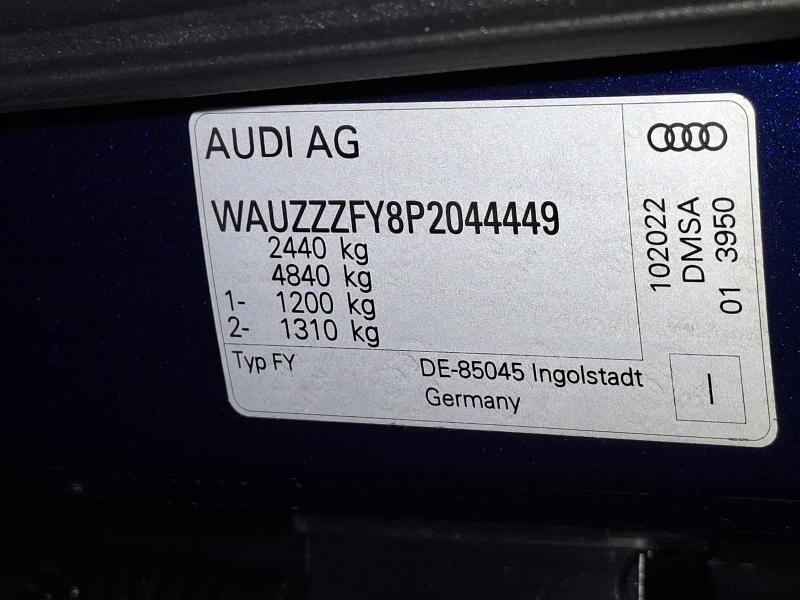 AUDI AG
WAUZZZFY8P2044449
2440 kg
4840 kg
1- 1200 kg
2- 1310 kg
Typ FY
DE-85045 Ingolstadt
Germany
102022
DMSA
01 3950
I